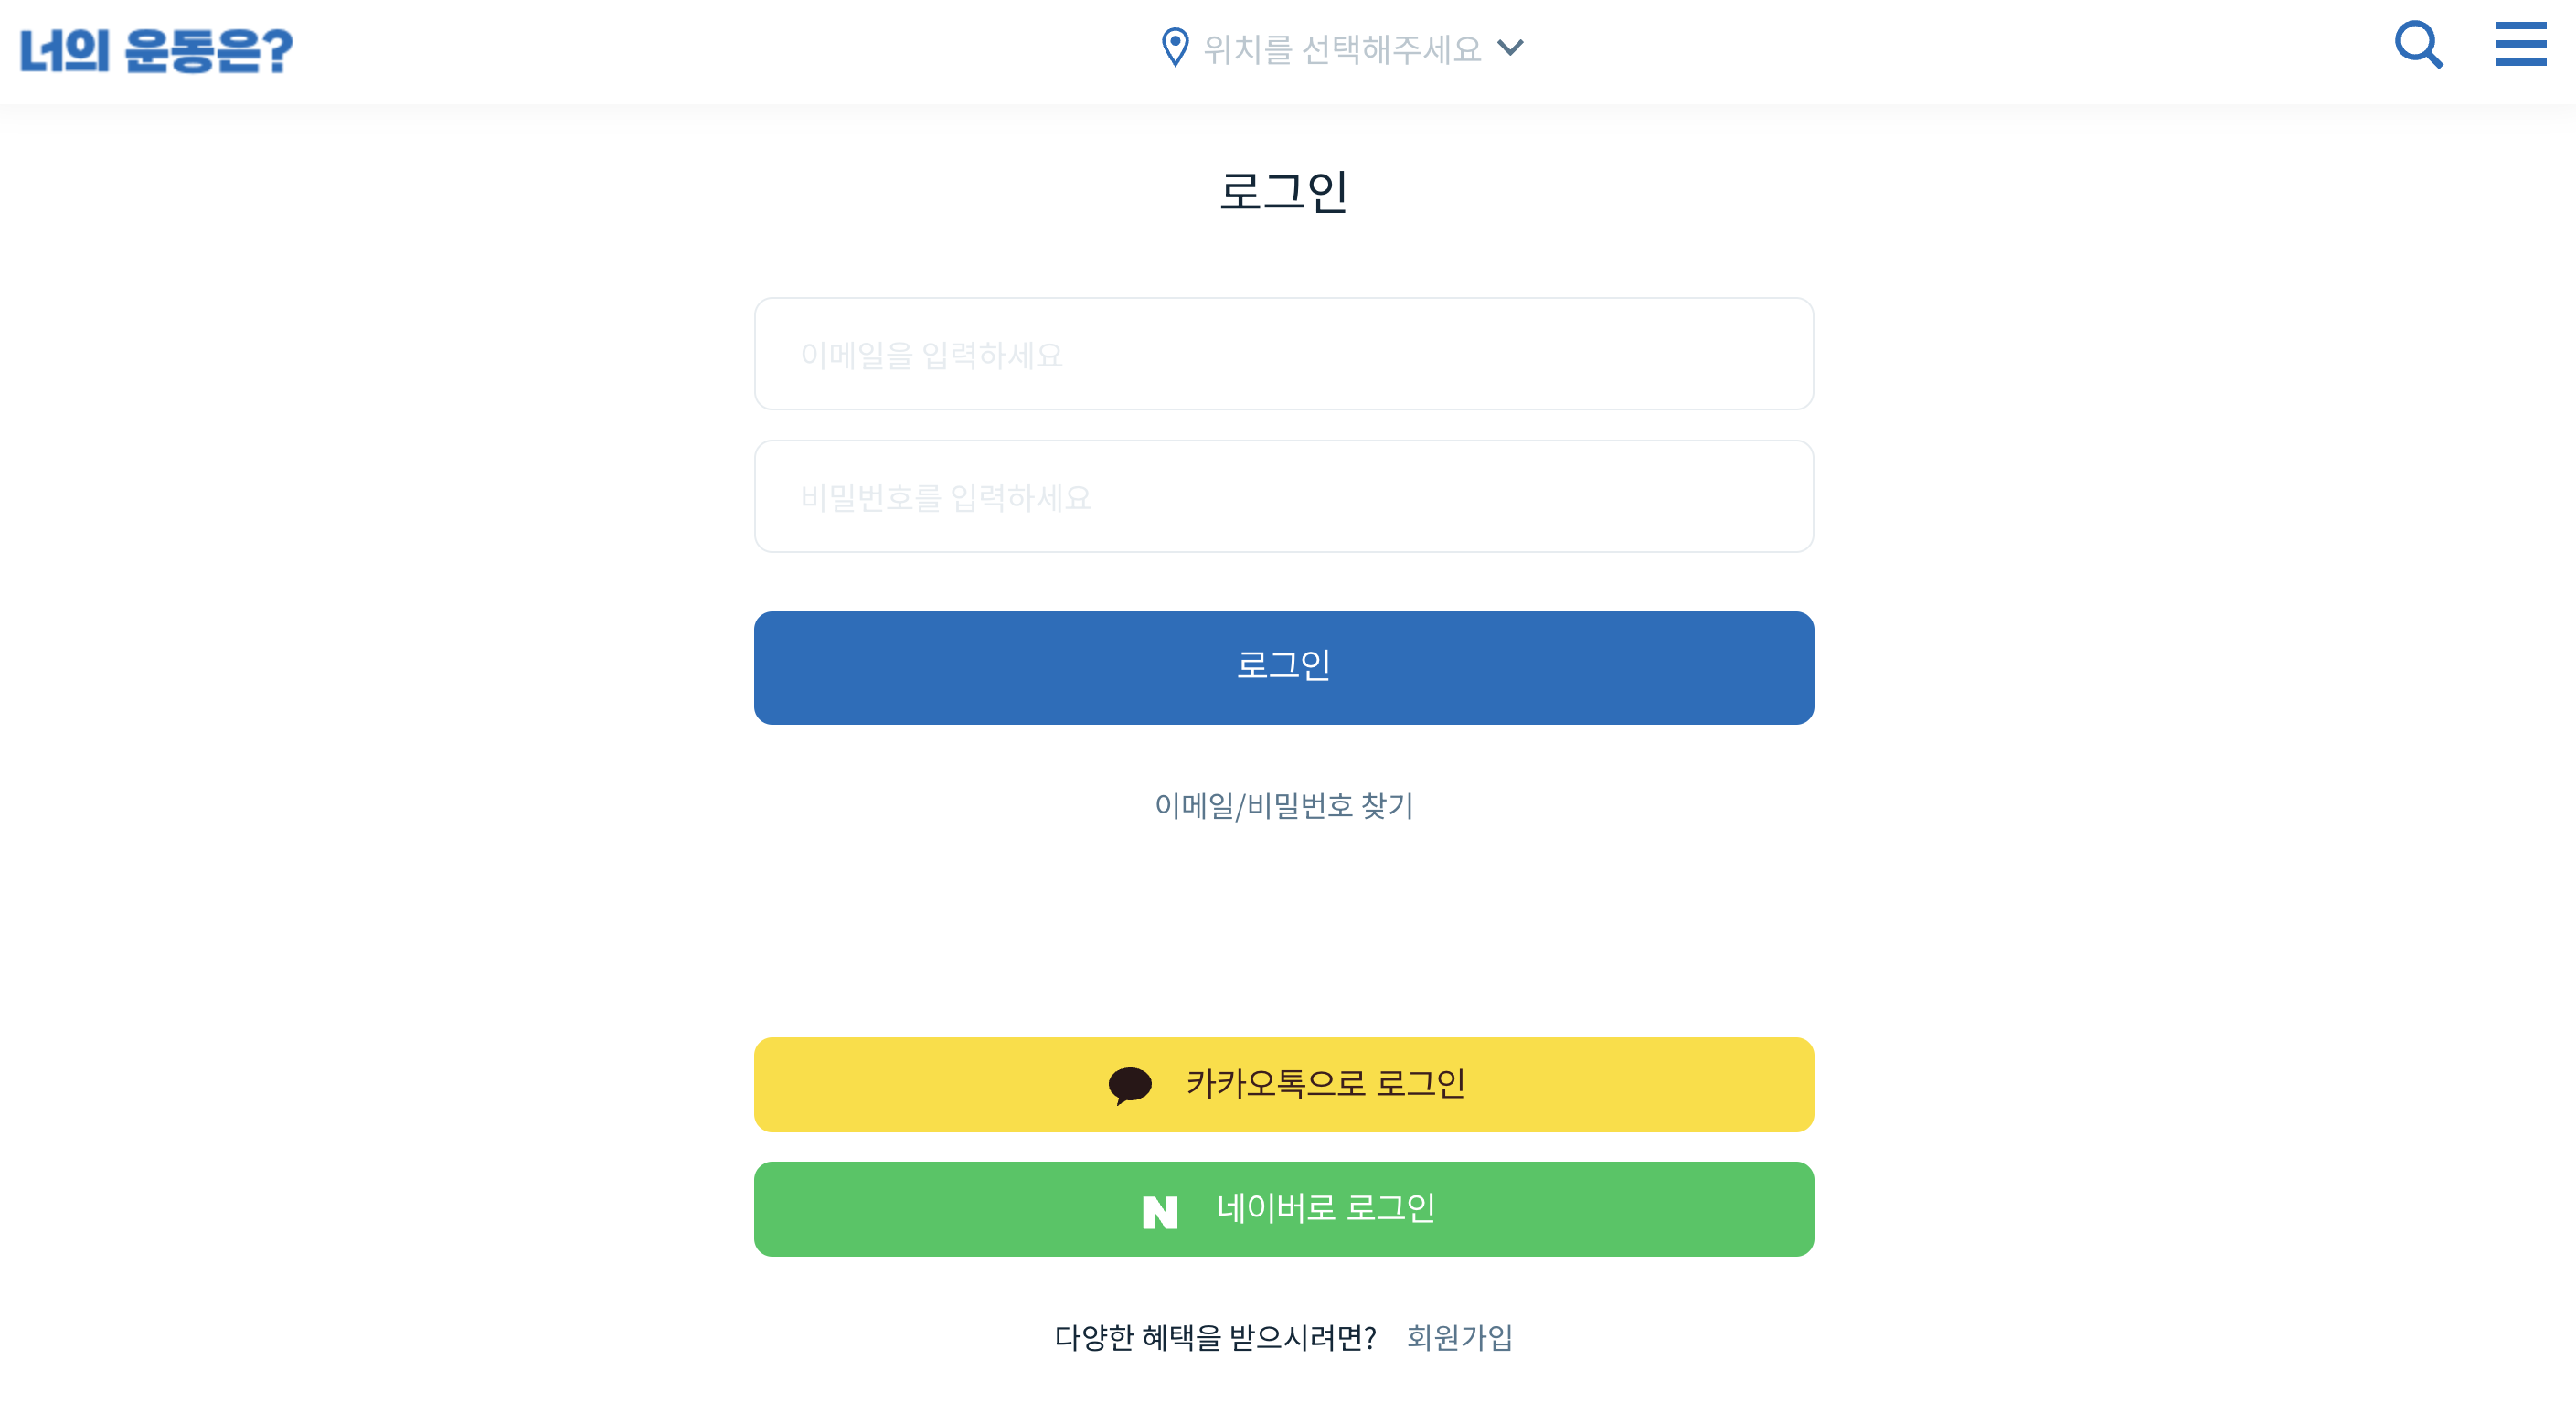 너의 운동은?
위치를 선택해주세요
로그인
이메일을 입력하세요
비밀번호를 입력하세요
로그인
이메일/비밀번호 찾기
카카오톡으로 로그인
N 네이버로 로그인
다양한 혜택을 받으시려면? 회원가입